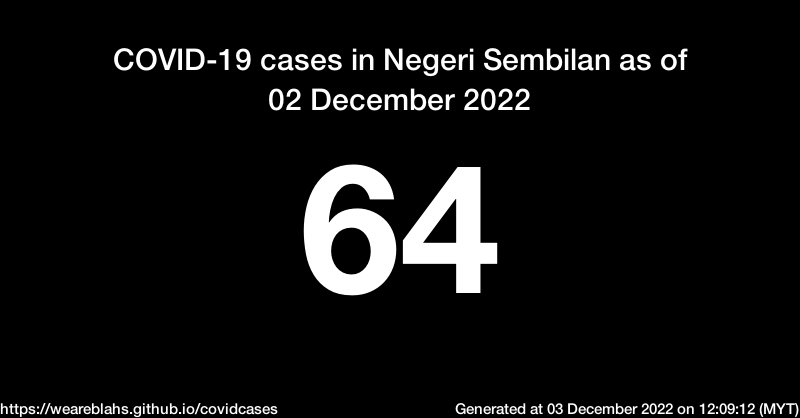 COVID-19 cases in Negeri Sembilan as of
02 December 2022
64
https://weareblahs.github.io/covidcases
Generated at 03 December 2022 on 12:09:12 (MYT)